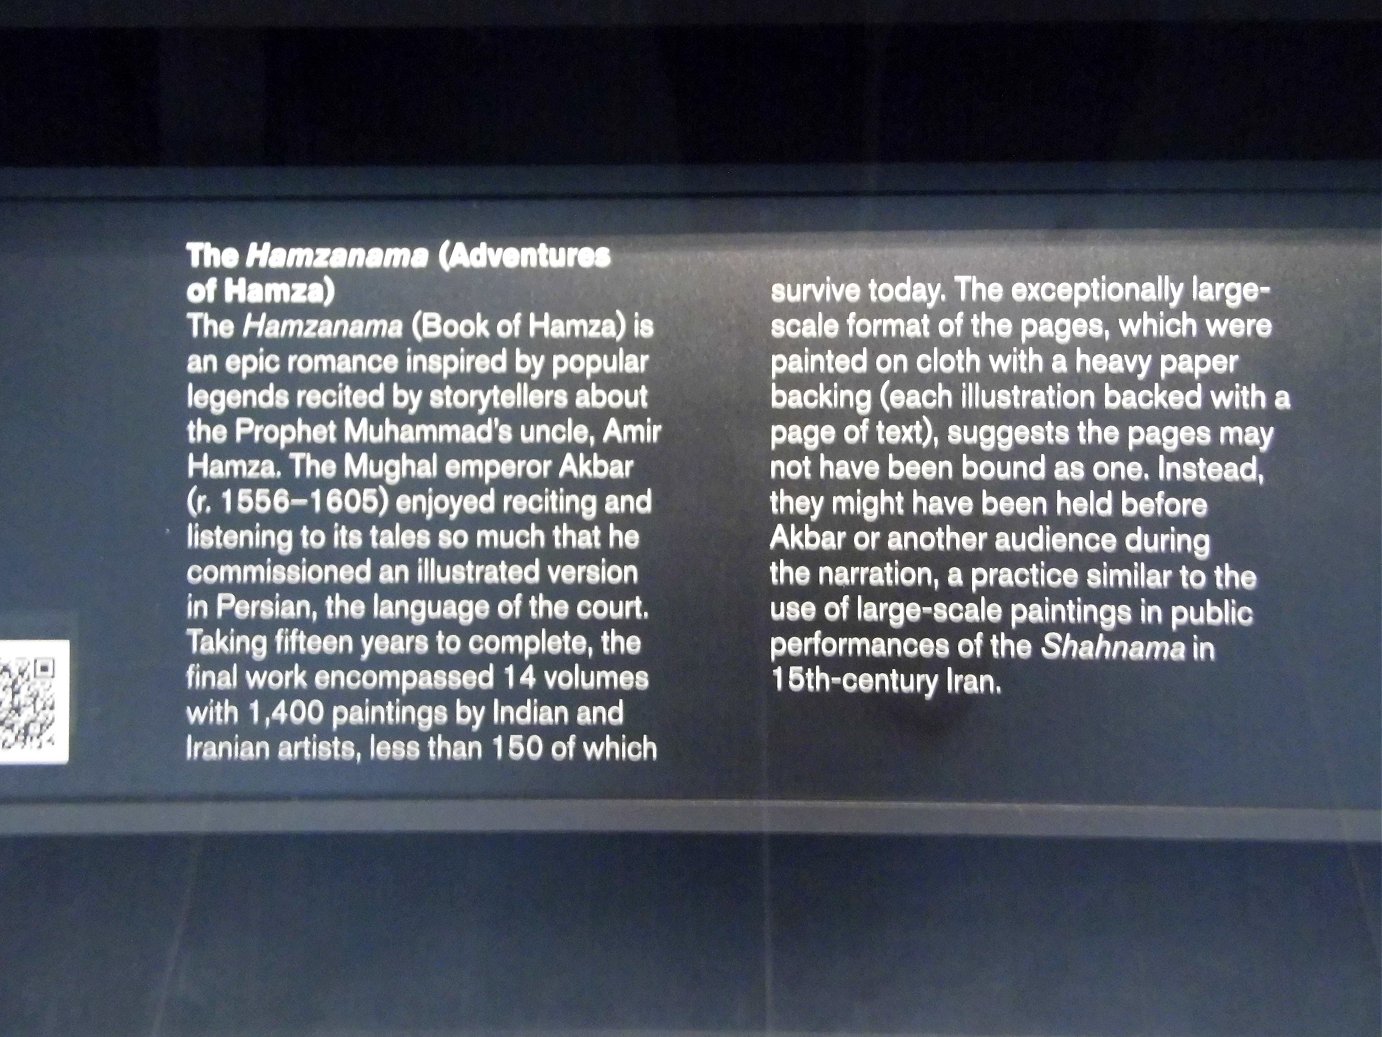 The Hamzanama (Adventures
of Hamza)
The Hamzanama (Book of Hamza) is
an epic romance inspired by popular
legends recited by storytellers about
the Prophet Muhammad's uncle, Amir
Hamza. The Mughal emperor Akbar
(r. 1556–1605) enjoyed reciting and
listening to its tales so much that he
commissioned an illustrated version
in Persian, the language of the court.
Taking fifteen years to complete, the
final work encompassed 14 volumes
with 1,400 paintings by Indian and
Iranian artists, less than 150 of which
survive today. The exceptionally large-
scale format of the pages, which were
painted on cloth with a heavy paper
backing (each illustration backed with a
page of text), suggests the pages may
not have been bound as one. Instead,
they might have been held before
Akbar or another audience during
the narration, a practice similar to the
use of large-scale paintings in public
performances of the Shahnama in
15th-century Iran.